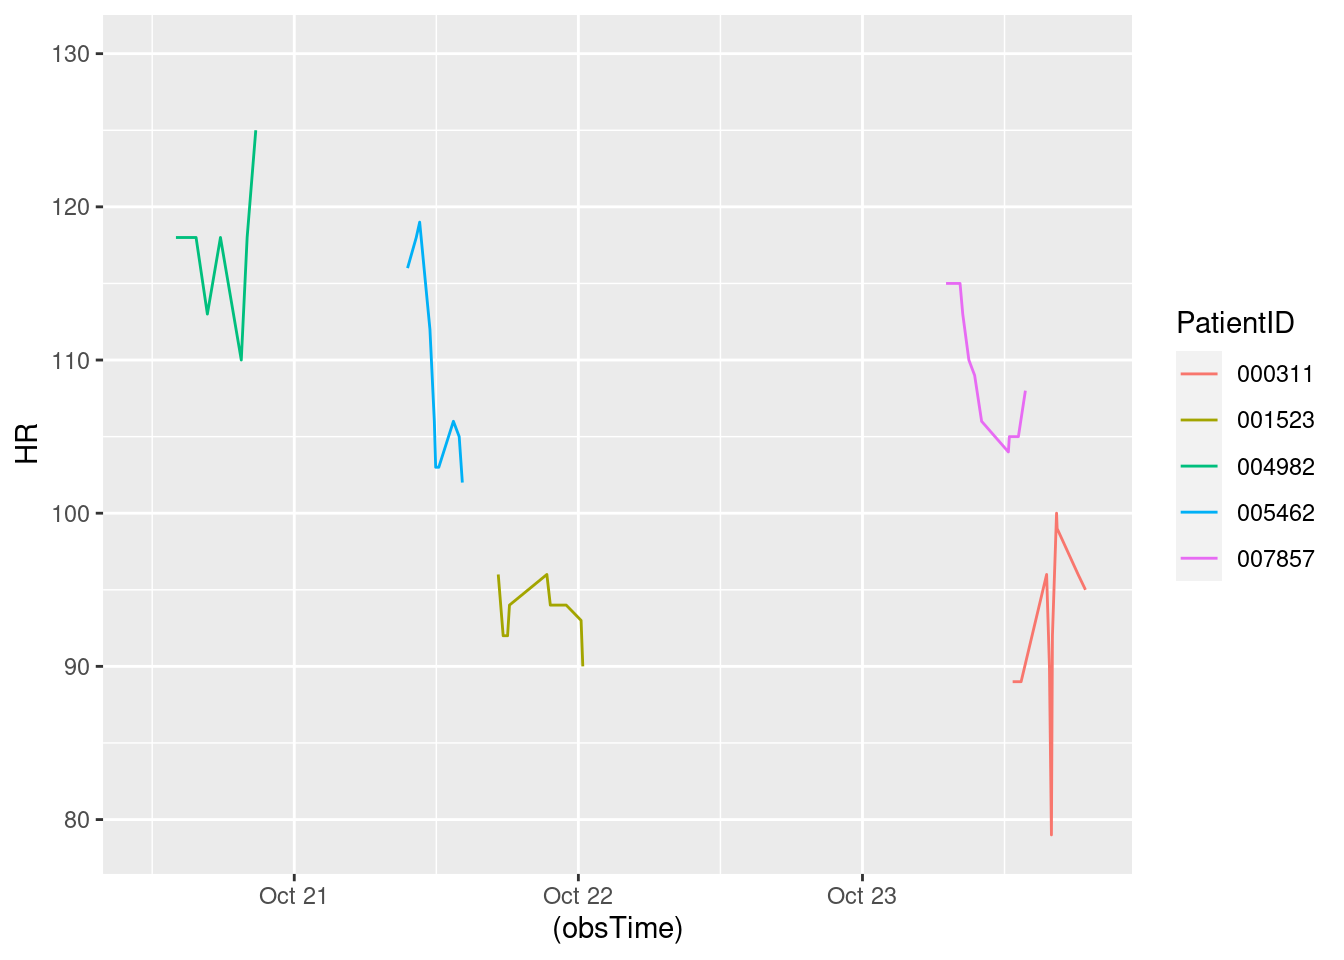 130
120
110
100
90
80
HR
Oct 21
Oct 22
Oct 23
(obsTime)
PatientID
000311
001523
004982
005462
007857